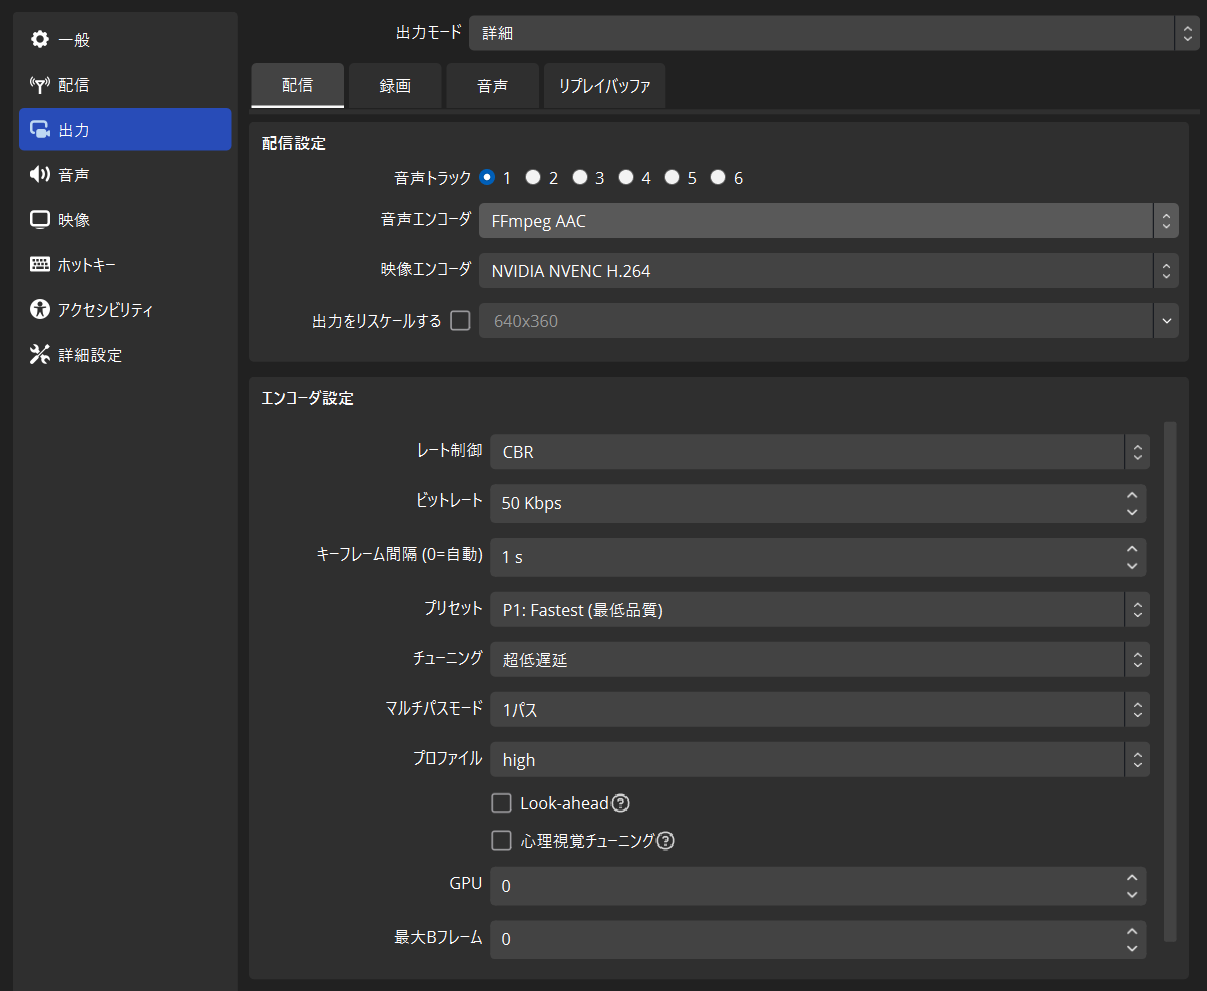 一般
配信
出力
音声
映像
ホットキー
アクセシビリティ
詳細設定
出力モード 詳細
配信 録画 音声 リプレイバッファ
配信設定
音声トラック 1 2 3 4 5 6
音声エンコーダ FFmpeg AAC
映像エンコーダ NVIDIA NVENC H.264
出力をリスケールする 640x360
エンコーダ設定
レート制御 CBR
ビットレート 50 Kbps
キーフレーム間隔 (0=自動) 1 s
プリセット P1: Fastest (最低品質)
チューニング 超低遅延
マルチパスモード 1パス
プロファイル high
Look-ahead?
心理視覚チューニング?
GPU 0
最大Bフレーム 0